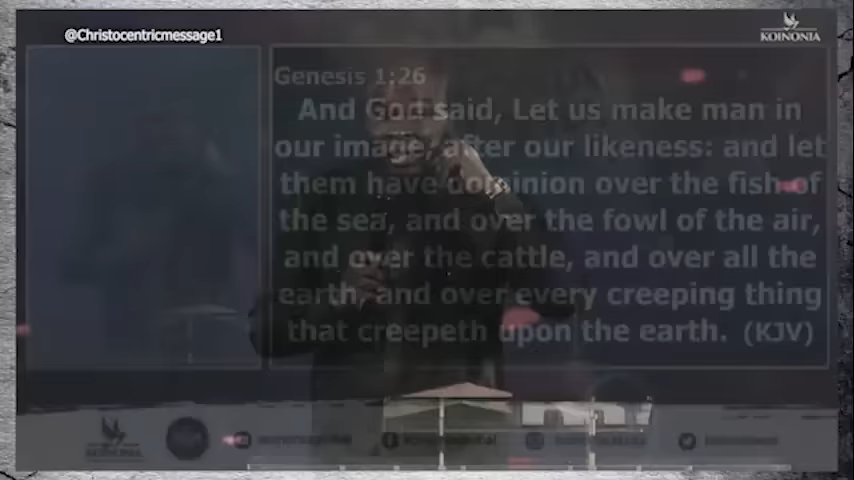 @Christocentricmessage1
KOINONIA
Genesis 1:26
And God said, Let us make man in
our image, after our likeness: and let
them have dominion over the fish of
the sea, and over the fowl of the air,
and over the cattle, and over all the
earth, and over every creeping thing
that creepeth upon the earth. (KJV)
KOINONIA